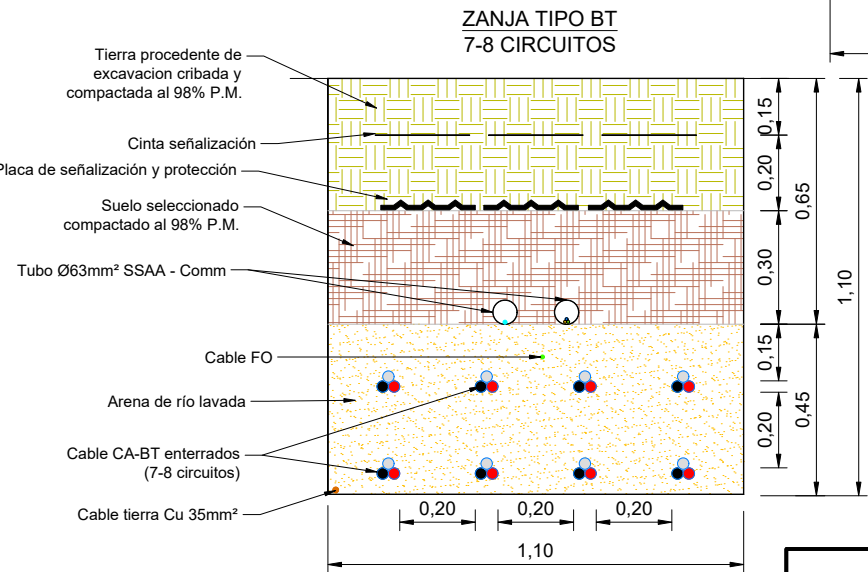 ZANJA TIPO BT
7-8 CIRCUITOS
Tierra procedente de
excavacion cribada y
compactada al 98% P.M.
Cinta señalización
Placa de señalización y protección
Suelo seleccionado
compactado al 98% P.M.
Tubo Ø63mm² SSAA - Comm
Cable FO
Arena de río lavada
Cable CA-BT enterrados
(7-8 circuitos)
Cable tierra Cu 35mm²
0,15
0,20
0,65
0,30
1,10
0,15
0,20
0,45
0,20
0,20
0,20
1,10